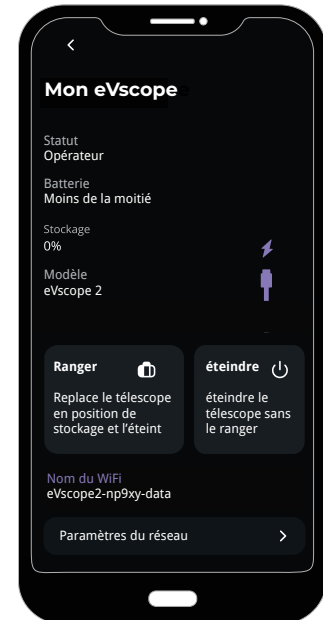 Mon eVscope
Statut
Opérateur
Batterie
Moins de la moitié
Stockage
0%
Modèle
eVscope 2
Ranger
Replace le télescope
en position de
stockage et l'éteint
éteindre
éteindre le
télescope sans
le ranger
Nom du WiFi
eVscope2-np9xy-data
Paramètres du réseau